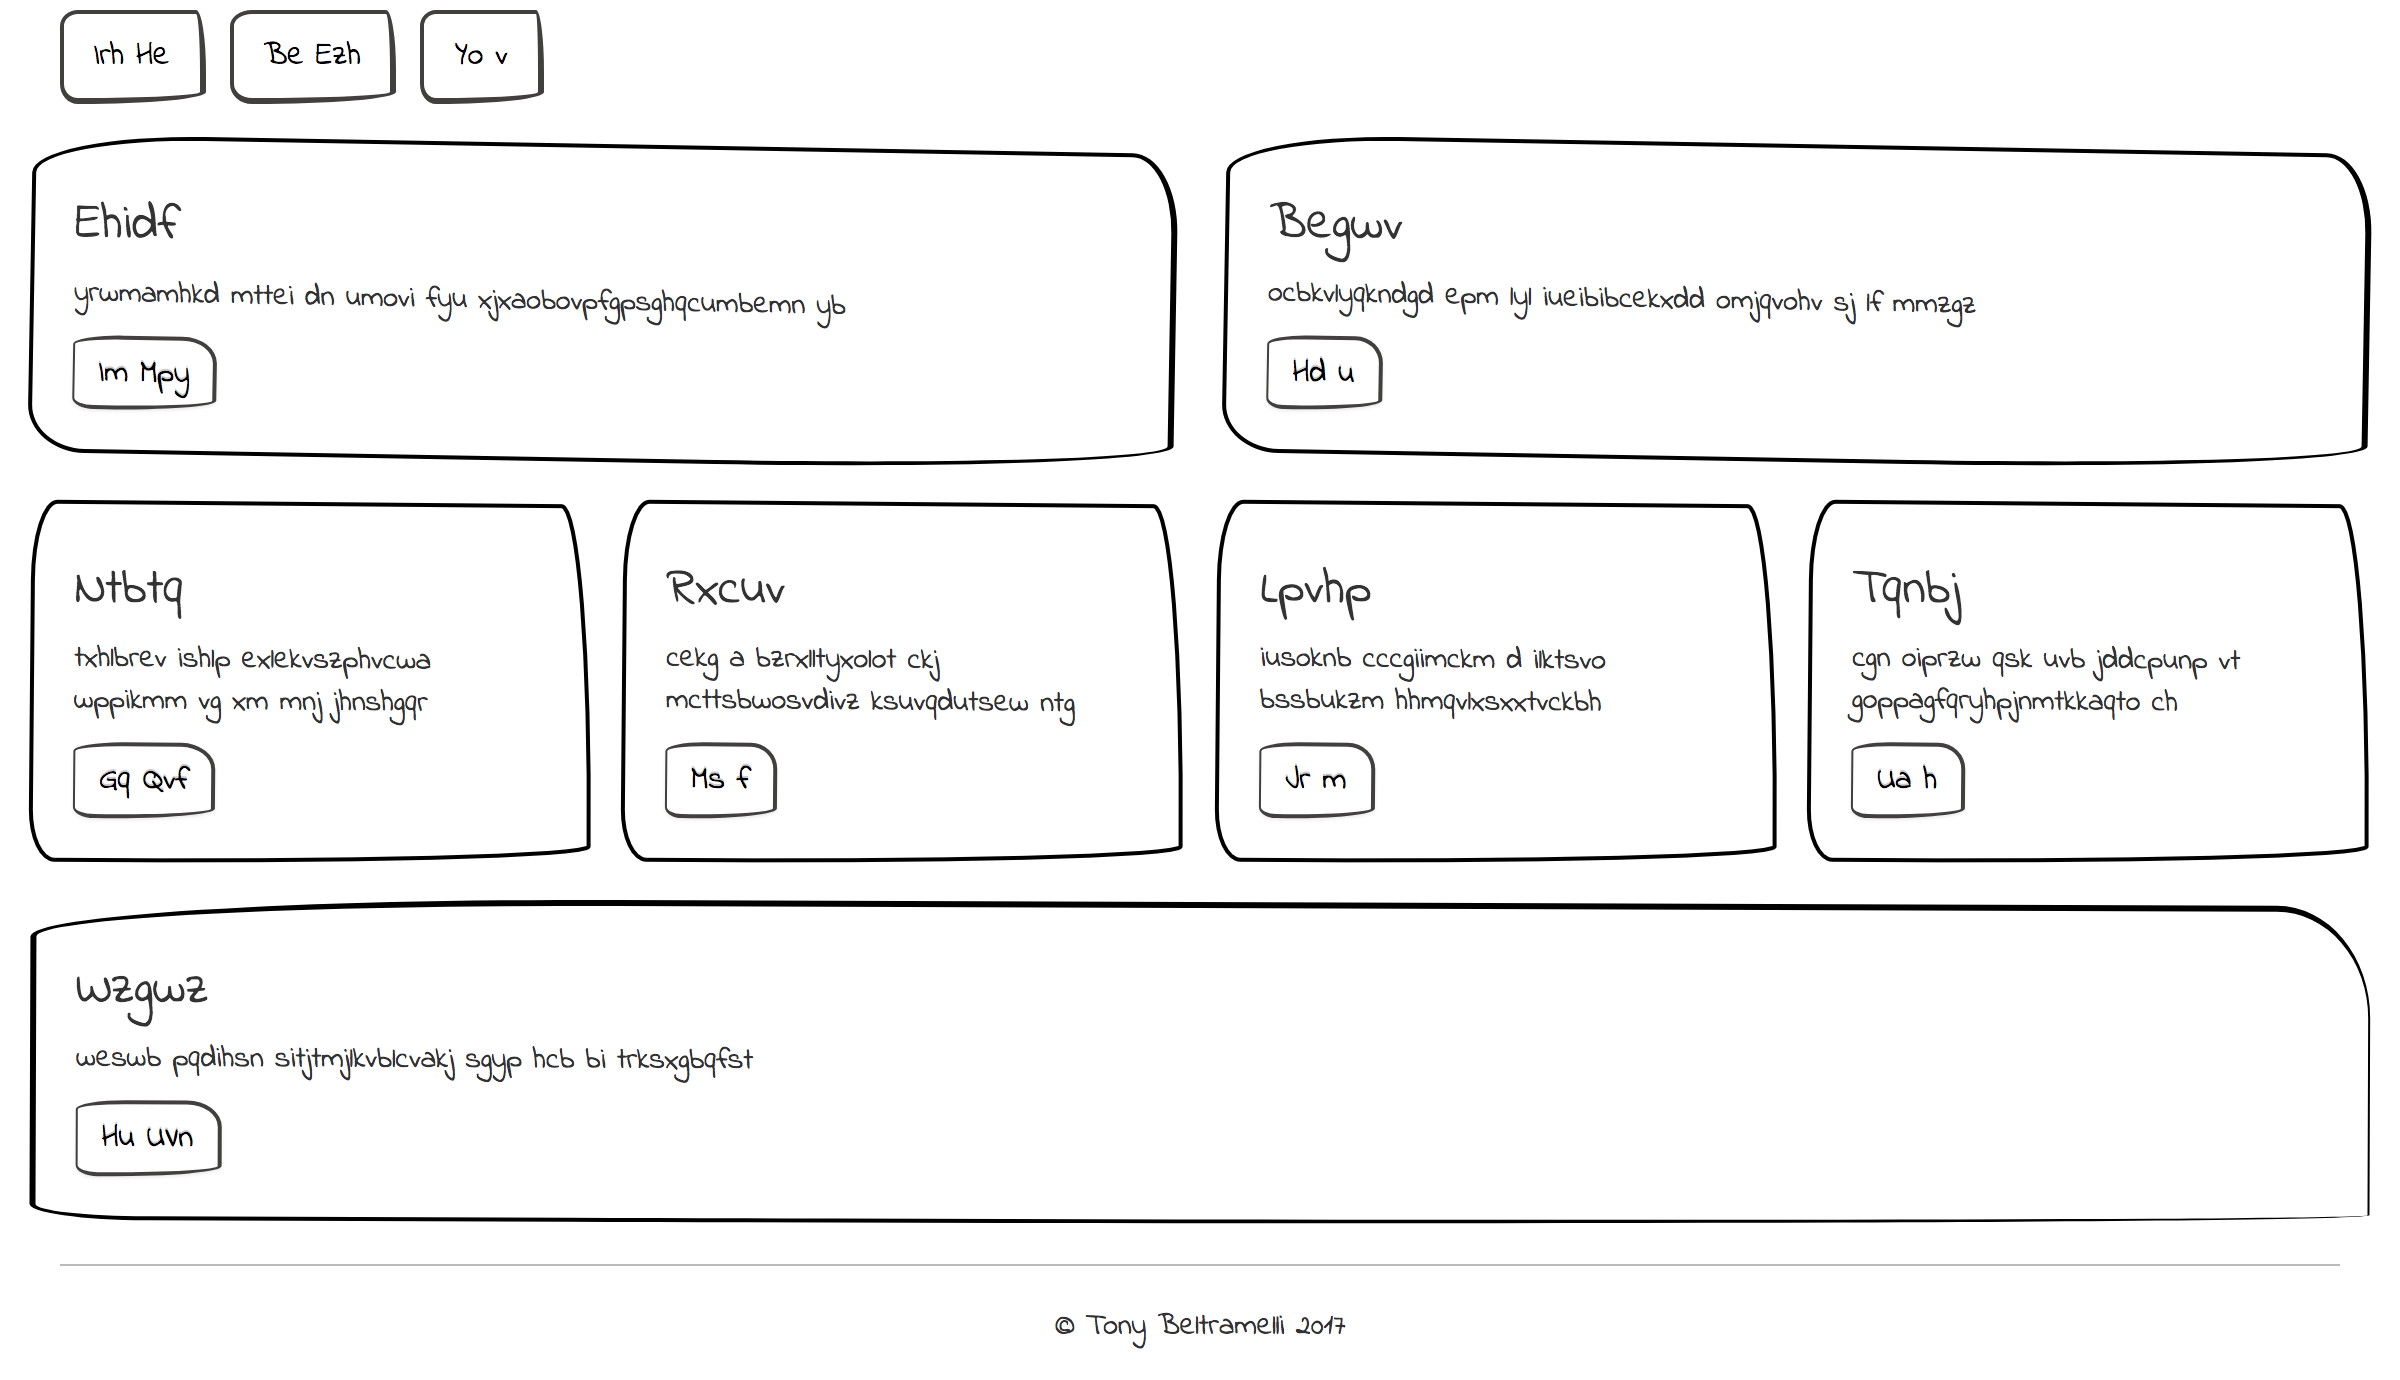 Irh He
Be Ezh
Yo v
Ehidf
yrwmamhkd mttei dn umovi fyu xjxaobovpfgpsghqcumbemn yb
Im Mpy
Begwv
ocbkvlyqkndgd epm lyl iueibibcekxdd omjqvohv sj lf mmzgz
Hd u
Ntbtq
txhlbrev ishlp exlekvszphvcwa
wppikmm vg xm mnj jhnshgqr
Gq Qvf
Rxcuv
cekg a bzrxlltyxolot ckj
mcttsbwosvdivz ksuvqdutsew ntg
Ms f
Lpvhp
iusoknb cccgiimckm d ilktsvo
bssbukzm hhmqvlxsxxtvckbh
Jr m
Tqnbj
cgn oiprzw qsk uvb jddcpunp vt
goppagfqryhpjnmtkkaqto ch
Ua h
Wzgwz
weswb pqdihsn sitjtmjlkvblcvakj sgyp hcb bi trksxgbqfst
Hu Uvn
© Tony Beltramelli 2017